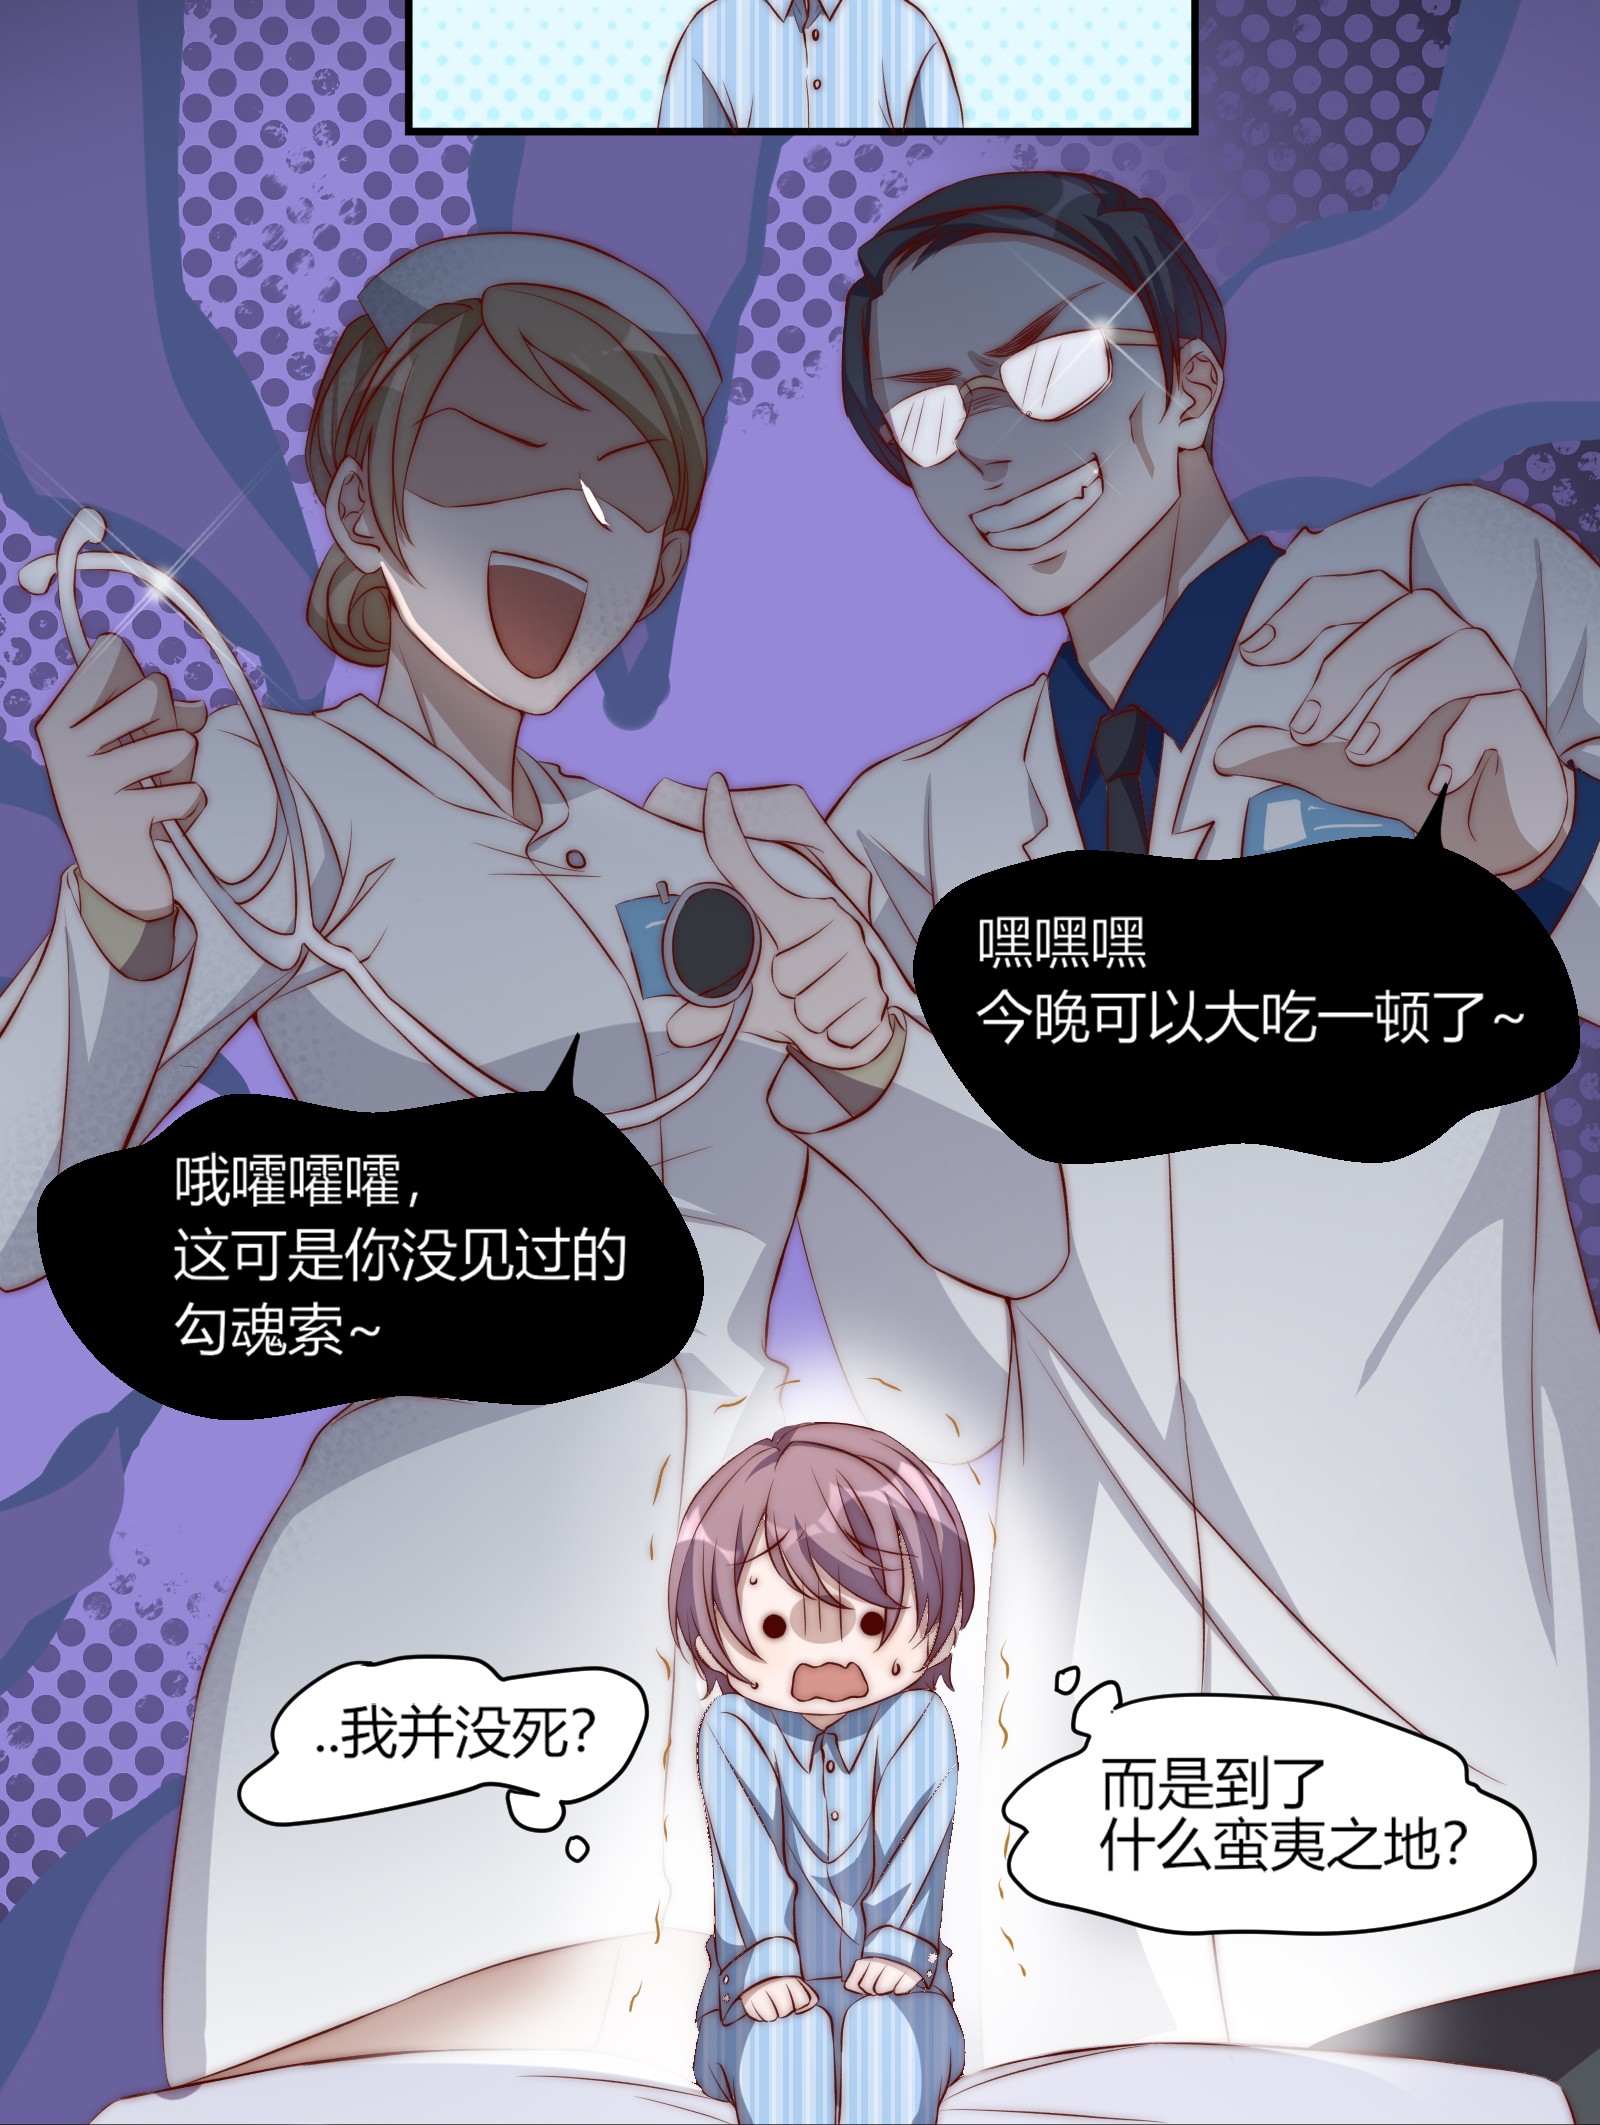 嘿嘿嘿
今晚可以大吃一顿了~
哦嚯嚯嚯,
这可是你没见过的
勾魂索~
..我并没死?
而是到了
什么蛮夷之地?